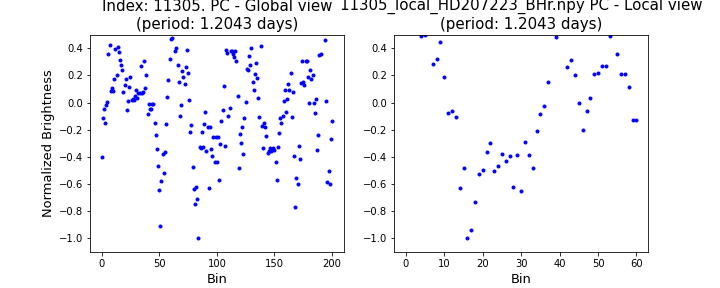 Index: 11305. PC - Global view
(period: 1.2043 days)
11305_local_HD207223_BHr.npy PC - Local view
(period: 1.2043 days)
Normalized Brightness
0.4
0.2
0.0
−0.2
−0.4
−0.6
−0.8
−1.0
0 50 100 150 200
Bin
0.4
0.2
0.0
−0.2
−0.4
−0.6
−0.8
−1.0
0 10 20 30 40 50 60
Bin